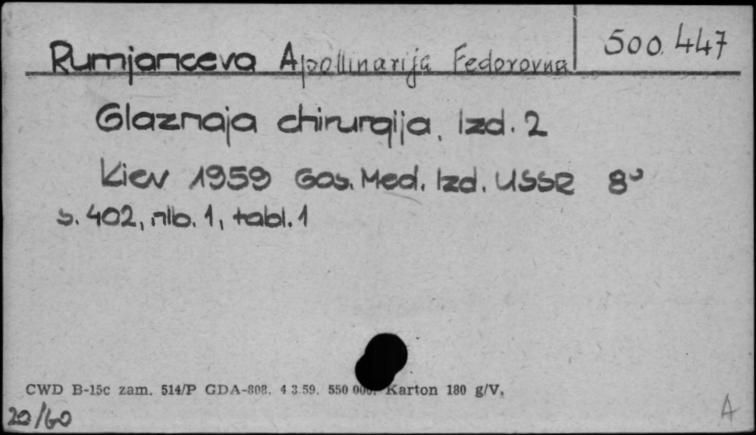 Rumjanceva Apollinarija Fedorovna 500.447
Glaznaja chirurgija, Izd. 2
Kiev 1959 Gos. Med. Izd. USSR 8°
s. 402, nlb. 1, tabl. 1
CWD B-15c zam. 514/P GDA-808. 4 3 59. 550 000. Karton 180 g/V,
20/60
A